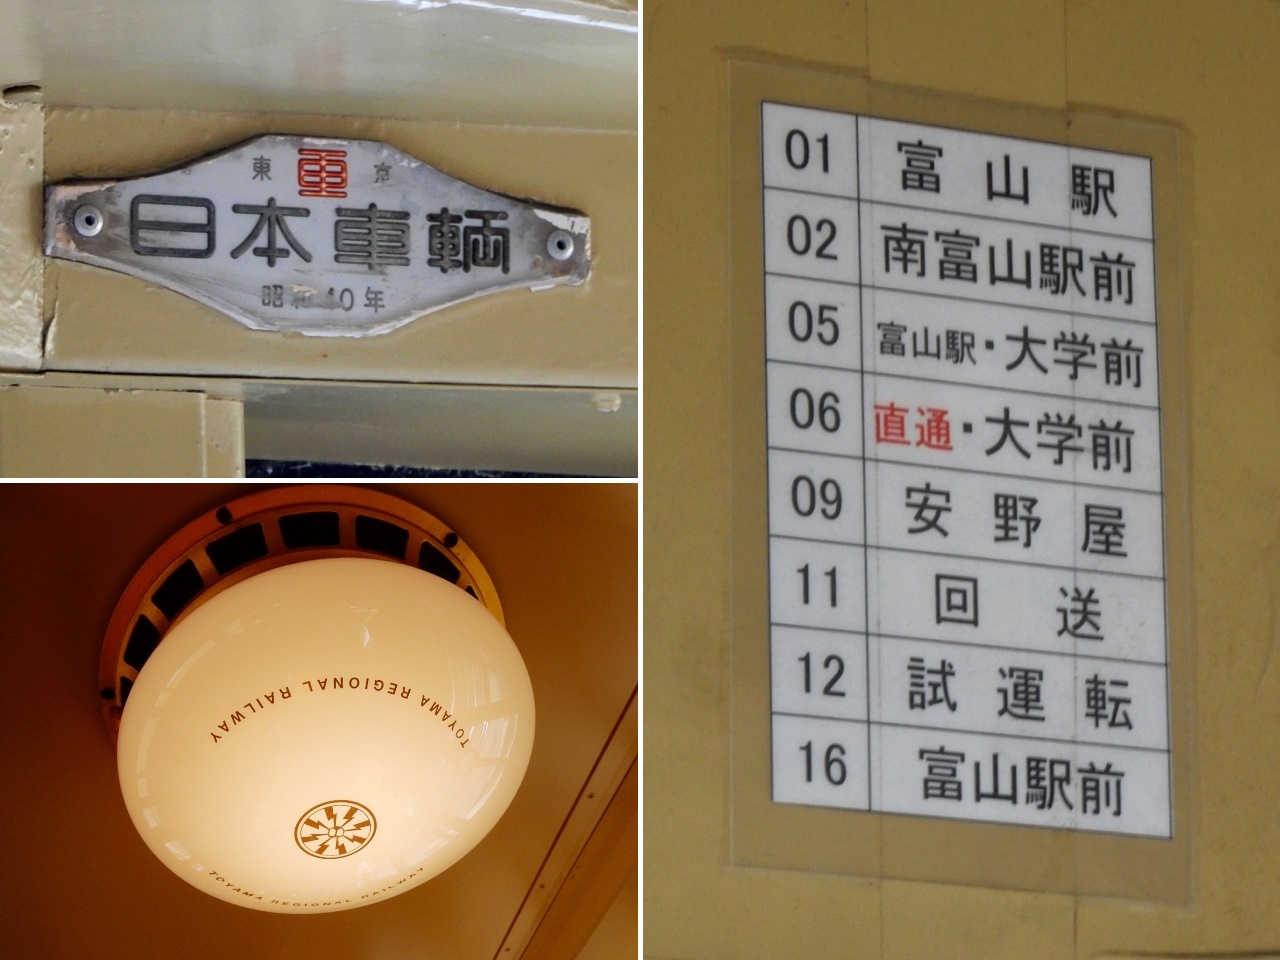 東 車 京
日本車輌
昭和40年
TOYAMA REGIONAL RAILWAY
TOYAMA REGIONAL RAILWAY
01 富山駅
02 南富山駅前
05 富山駅・大学前
06 直通・大学前
09 安野屋
11 回送
12 試運転
16 富山駅前